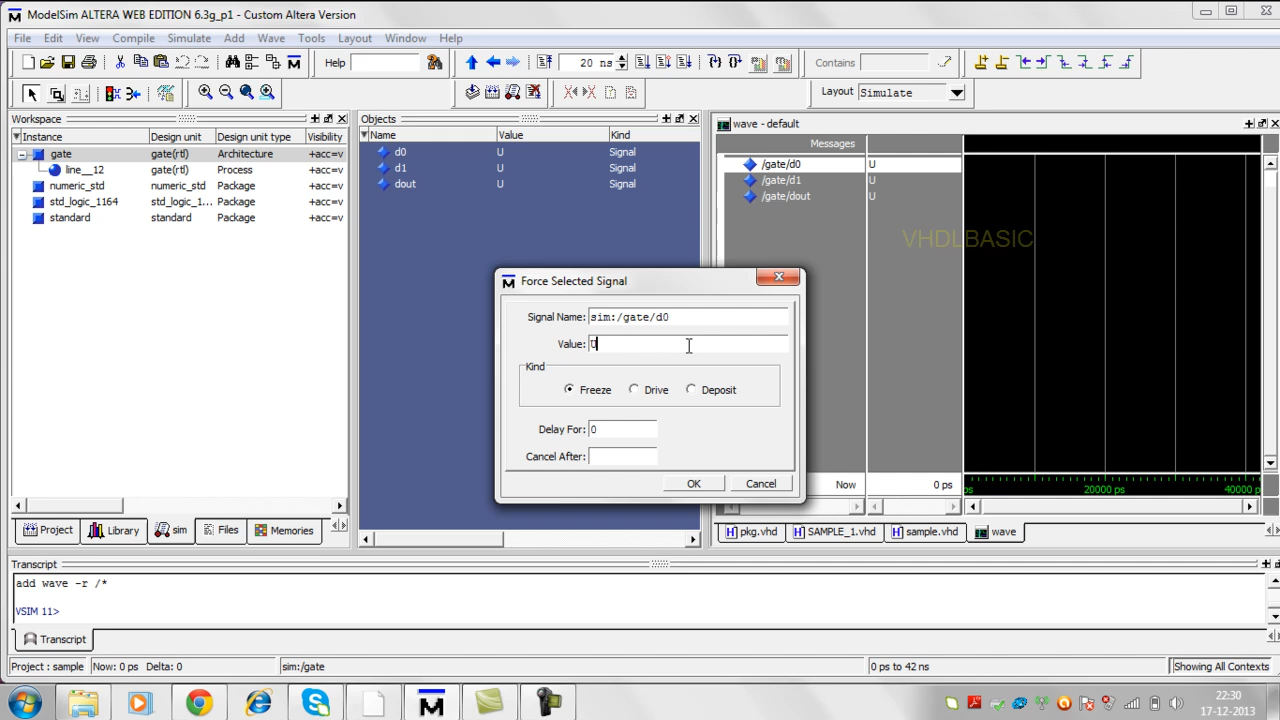 ModelSim ALTERA WEB EDITION 6.3g_p1 - Custom Altera Version
File Edit View Compile Simulate Add Wave Tools Layout Window Help
Help 20 ns Contains
Layout Simulate
Workspace
Instance Design unit Design unit type Visibility
gate gate(rtl) Architecture +acc=v
line__12 gate(rtl) Process +acc=v
numeric_std numeric_std Package +acc=v
std_logic_1164 std_logic_1... Package +acc=v
standard standard Package +acc=v
Project Library sim Files Memories
Objects
Name Value Kind
d0 U Signal
d1 U Signal
dout U Signal
wave - default
Messages
/gate/d0 U
/gate/d1 U
/gate/dout U
VHDLBASIC
Now 0 ps
ps 20000 ps 40000 p
pkg.vhd SAMPLE_1.vhd sample.vhd wave
Force Selected Signal
Signal Name: sim:/gate/d0
Value: U
Kind
Freeze Drive Deposit
Delay For: 0
Cancel After:
OK Cancel
Transcript
add wave -r /*
VSIM 11>
Transcript
Project : sample Now: 0 ps Delta: 0 sim:/gate 0 ps to 42 ns Showing All Contexts
22:30
17-12-2013